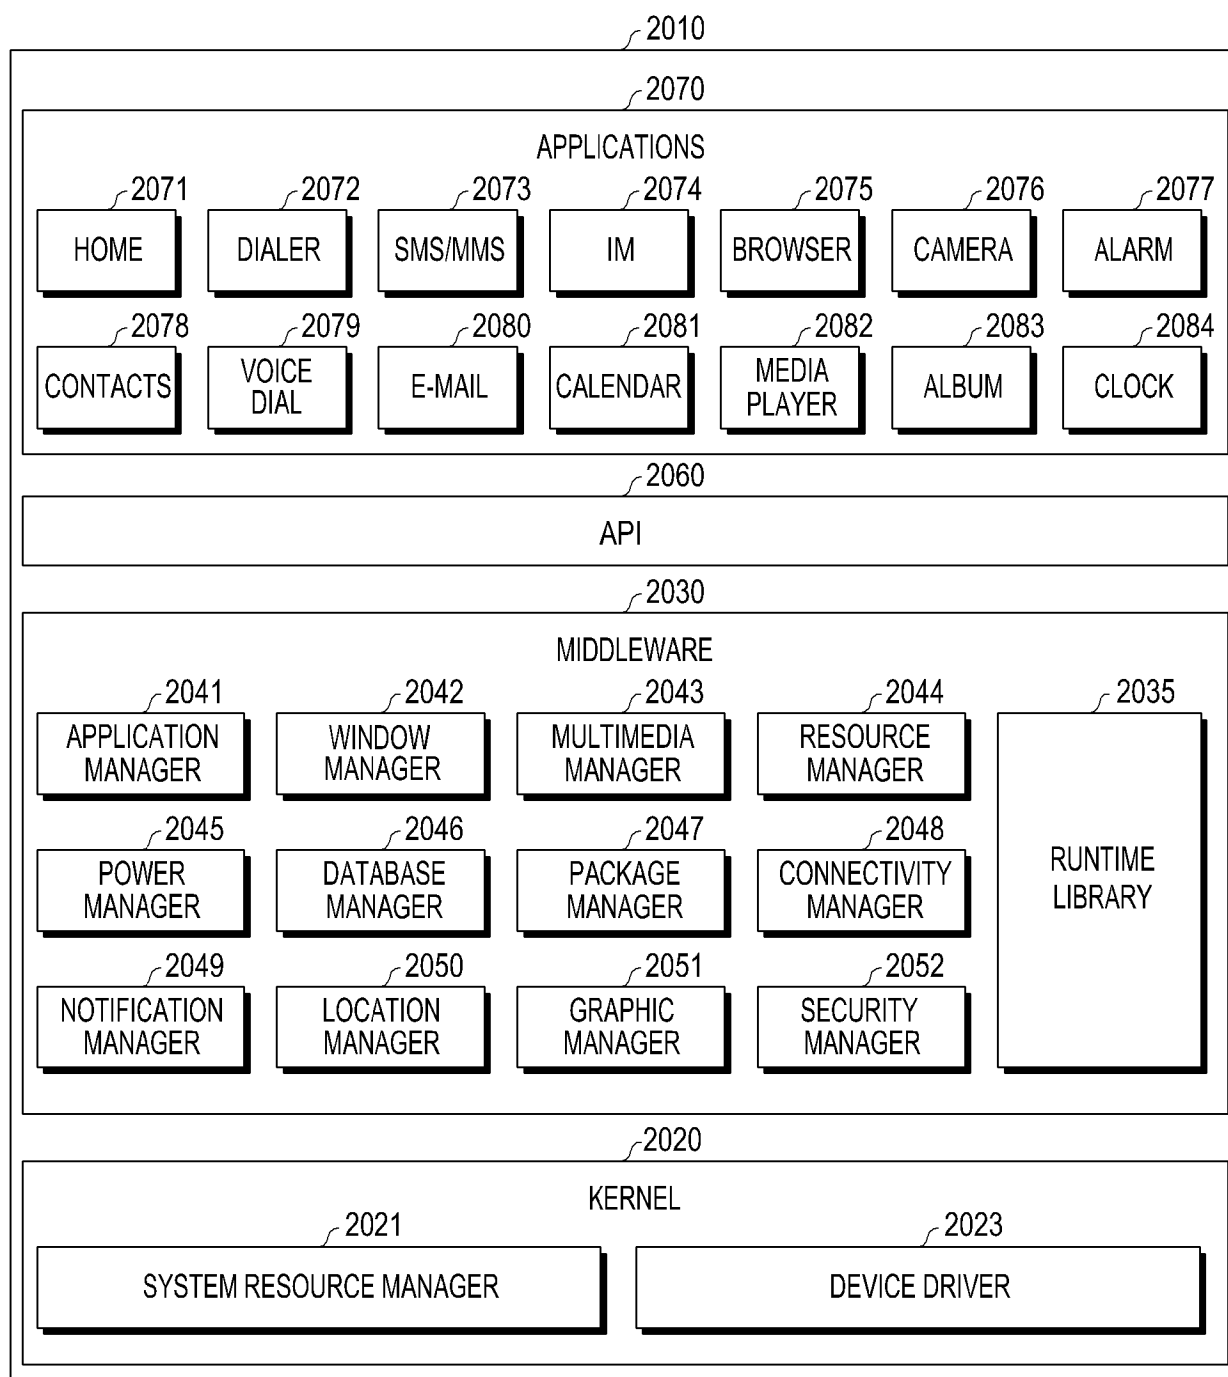 2010
2070
APPLICATIONS
2071 2072 2073 2074 2075 2076 2077
HOME DIALER SMS/MMS IM BROWSER CAMERA ALARM
2078 2079 2080 2081 2082 2083 2084
CONTACTS
VOICE
DIAL
E-MAIL
CALENDAR
MEDIA
PLAYER
ALBUM
CLOCK
2060
API
2030
MIDDLEWARE
2041
APPLICATION
MANAGER
2042
WINDOW
MANAGER
2043
MULTIMEDIA
MANAGER
2044
RESOURCE
MANAGER
2035
RUNTIME
LIBRARY
2045
POWER
MANAGER
2046
DATABASE
MANAGER
2047
PACKAGE
MANAGER
2048
CONNECTIVITY
MANAGER
2049
NOTIFICATION
MANAGER
2050
LOCATION
MANAGER
2051
GRAPHIC
MANAGER
2052
SECURITY
MANAGER
2020
KERNEL
2021
SYSTEM RESOURCE MANAGER
2023
DEVICE DRIVER